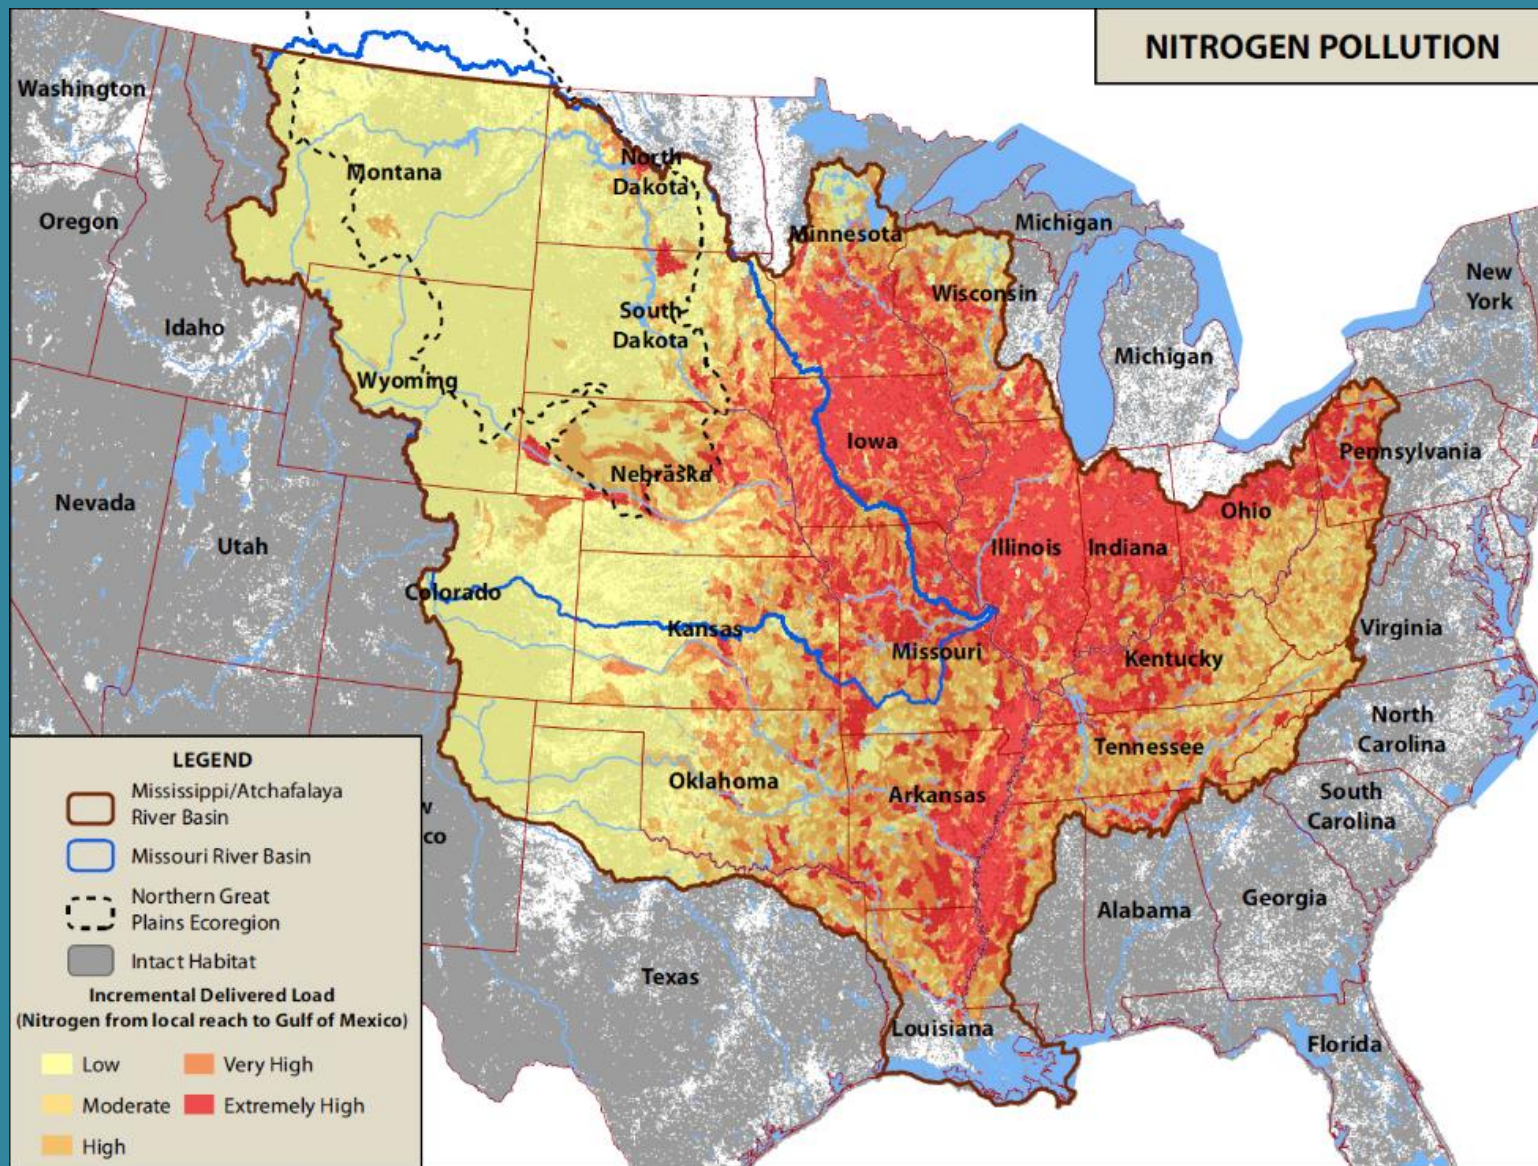 NITROGEN POLLUTION
Washington
Montana
North
Dakota
Minnesota
Michigan
Oregon
New
York
Wisconsin
Idaho
South
Dakota
Michigan
Wyoming
Iowa
Pennsylvania
Nebraska
Nevada
Ohio
Utah
Illinois
Indiana
Colorado
Kansas
Missouri
Virginia
Kentucky
North
Carolina
Tennessee
Oklahoma
Arkansas
South
Carolina
w
co
Georgia
Alabama
Texas
Louisiana
Florida
LEGEND
Mississippi/Atchafalaya
River Basin
Missouri River Basin
Northern Great
Plains Ecoregion
Intact Habitat
Incremental Delivered Load
(Nitrogen from local reach to Gulf of Mexico)
Low
Very High
Moderate
Extremely High
High